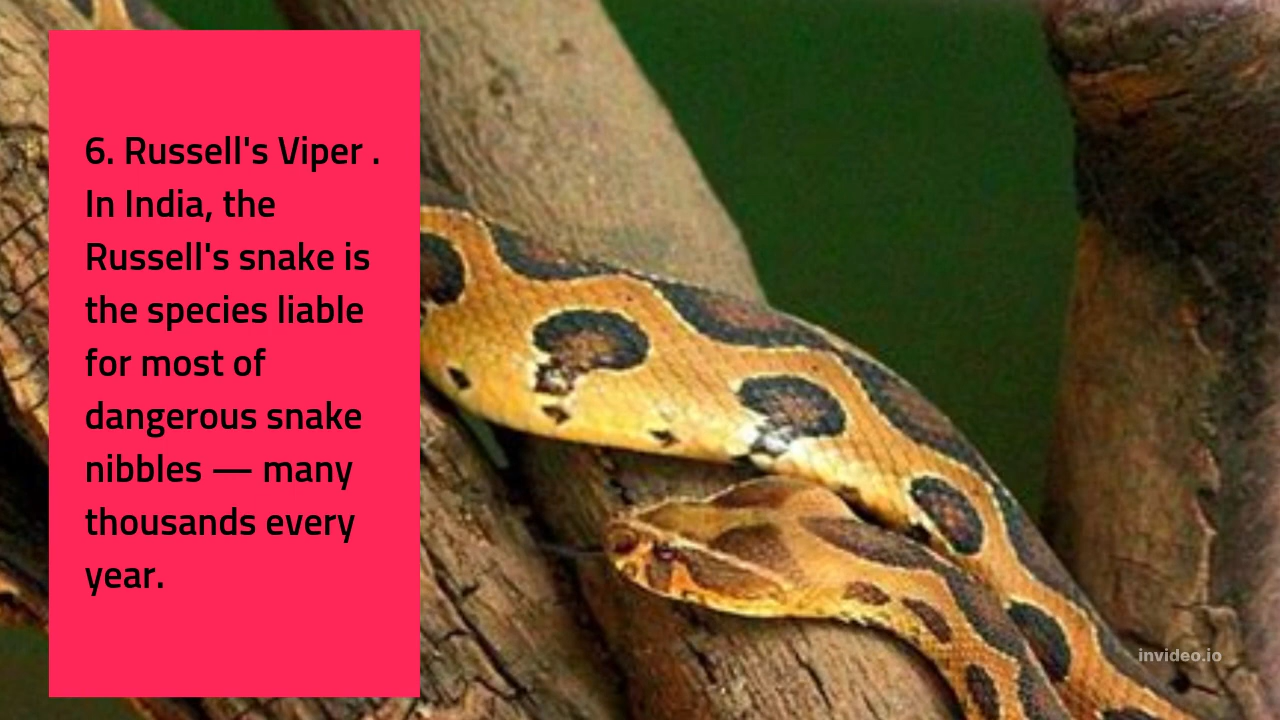 6. Russell's Viper .
In India, the
Russell's snake is
the species liable
for most of
dangerous snake
nibbles — many
thousands every
year.
invideo.io